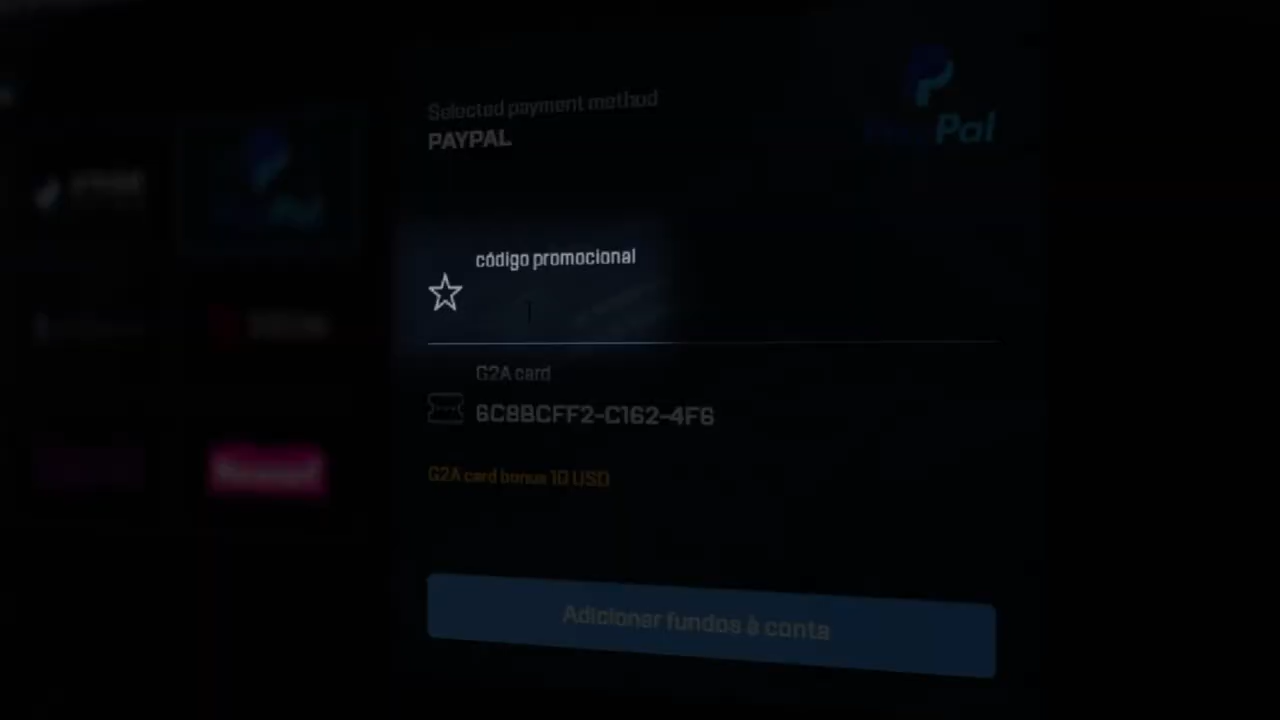 Selected payment method
PAYPAL
Pal
código promocional
G2A card
6C8BCFF2-C162-4F6
G2A card bonus 10 USD
Adicionar fundos à conta